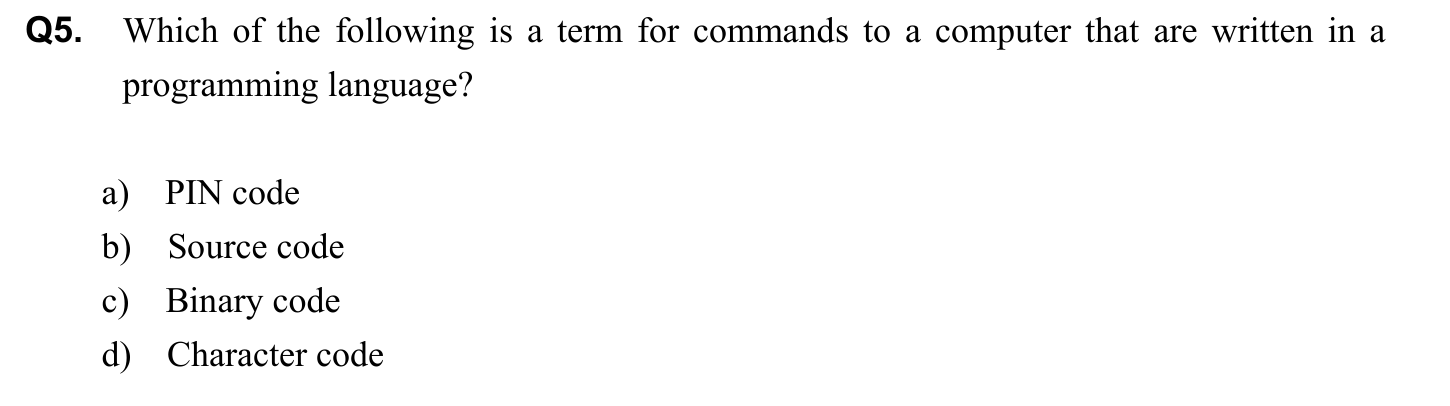 Q5. Which of the following is a term for commands to a computer that are written in a
programming language?
a) PIN code
b) Source code
c) Binary code
d) Character code